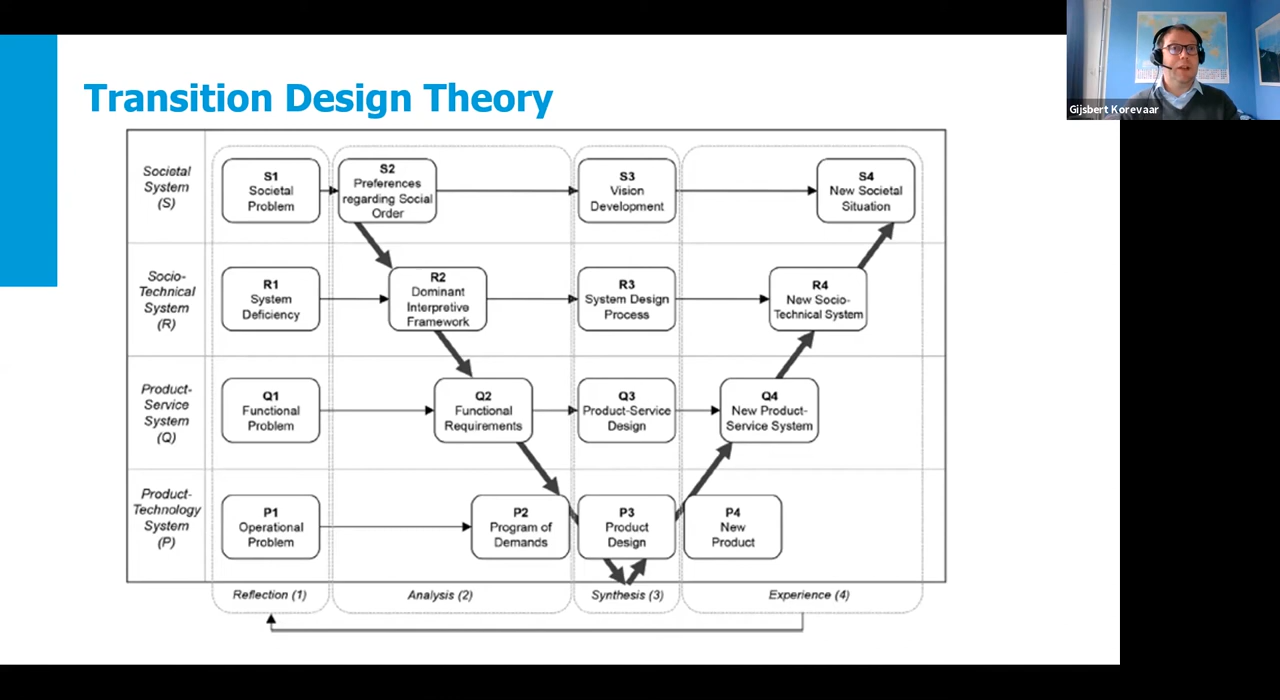 Transition Design Theory
Gijsbert Korevaar
Societal
System
(S)
S1
Societal
Problem
S2
Preferences
regarding Social
Order
S3
Vision
Development
S4
New Societal
Situation
Socio-
Technical
System
(R)
R1
System
Deficiency
R2
Dominant
Interpretive
Framework
R3
System Design
Process
R4
New Socio-
Technical System
Product-
Service
System
(Q)
Q1
Functional
Problem
Q2
Functional
Requirements
Q3
Product-Service
Design
Q4
New Product-
Service System
Product-
Technology
System
(P)
P1
Operational
Problem
P2
Program of
Demands
P3
Product
Design
P4
New
Product
Reflection (1)
Analysis (2)
Synthesis (3)
Experience (4)